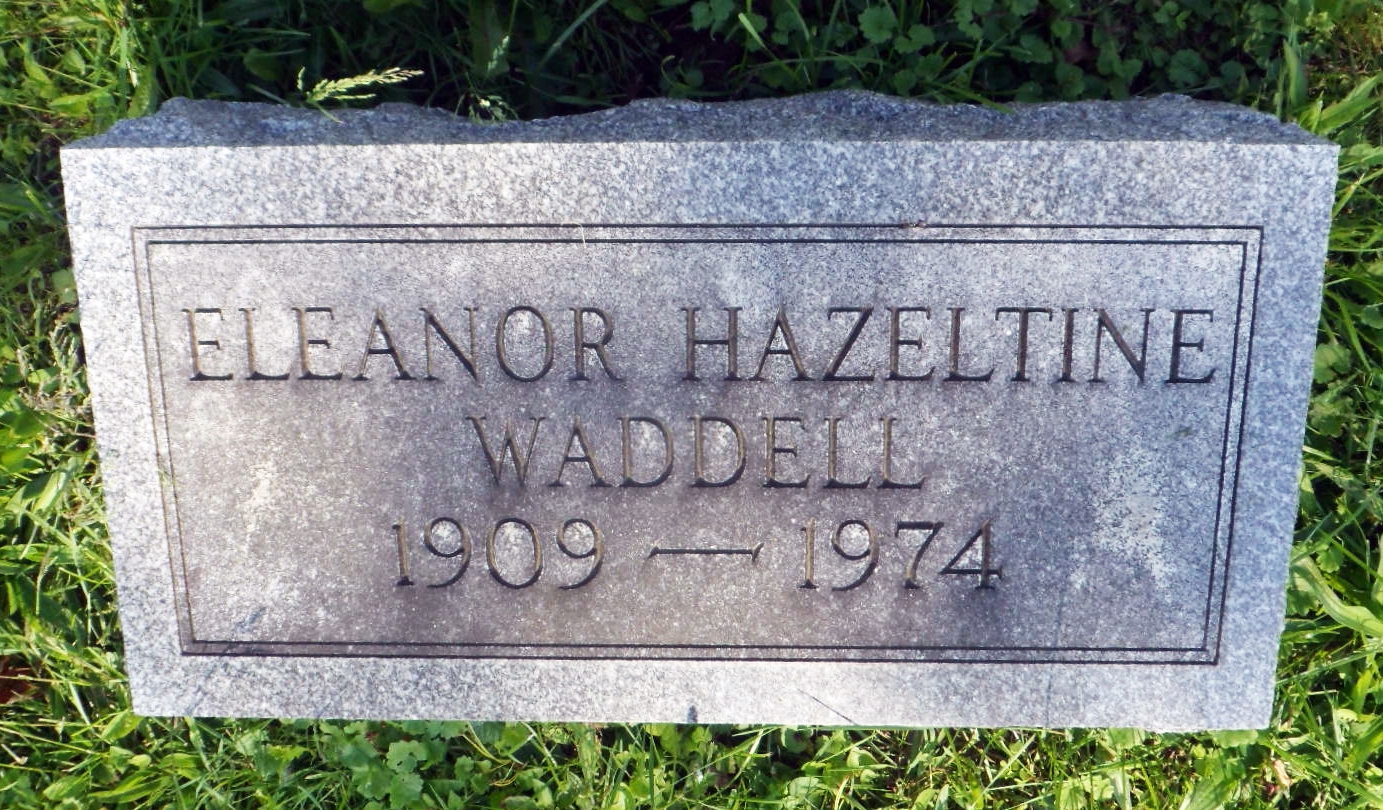 ELEANOR HAZELTINE
WADDELL
1909 — 1974